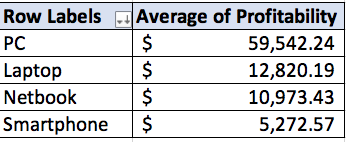 Row Labels Average of Profitability
PC $ 59,542.24
Laptop $ 12,820.19
Netbook $ 10,973.43
Smartphone $ 5,272.57